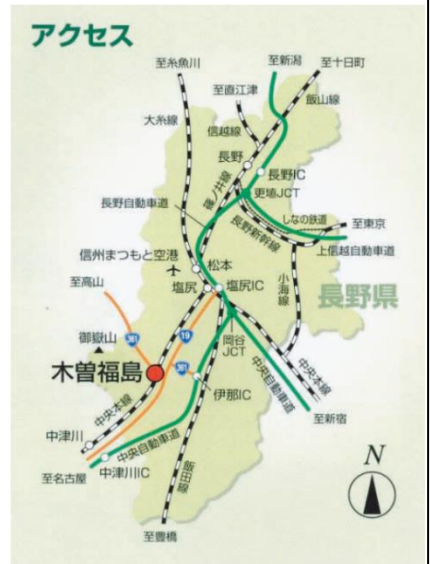 アクセス
至糸魚川
至新潟
至十日町
至直江津
飯山線
大糸線
信越線
長野
長野IC
篠ノ井線
更埴JCT
長野自動車道
しなの鉄道
至東京
長野新幹線
上信越自動車道
信州まつもと空港
松本
小海線
至高山
塩尻
塩尻IC
長野県
御嶽山
361
19
岡谷
JCT
木曽福島
361
伊那IC
中央本線
中央自動車道
中央本線
至新宿
中津川
中央自動車道
至名古屋
中津川IC
飯田線
N
至豊橋